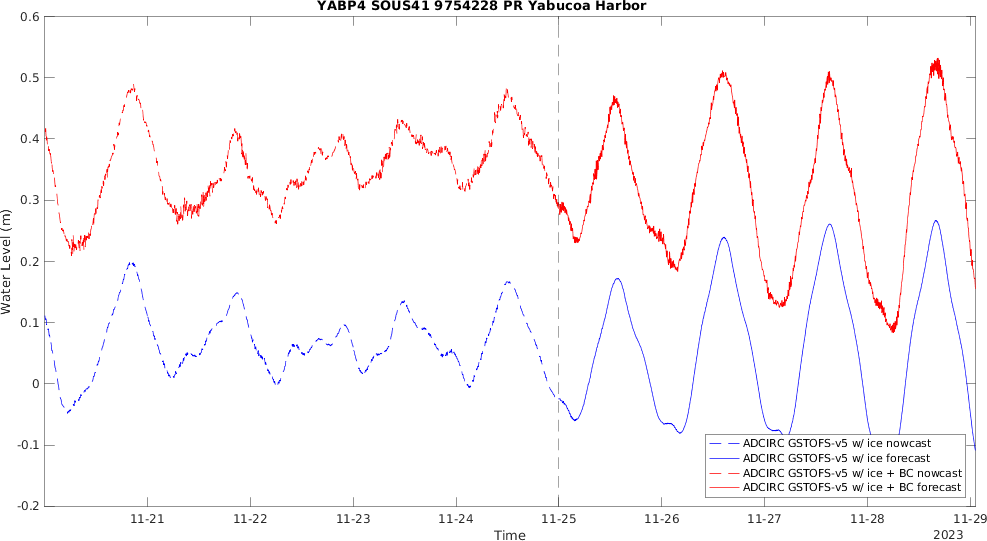 YABP4 SOUS41 9754228 PR Yabucoa Harbor
0.6
0.5
0.4
0.3
0.2
0.1
0
-0.1
-0.2
Water Level (m)
ADCIRC GSTOFS-v5 w/ ice nowcast
ADCIRC GSTOFS-v5 w/ ice forecast
ADCIRC GSTOFS-v5 w/ ice + BC nowcast
ADCIRC GSTOFS-v5 w/ ice + BC forecast
11-21 11-22 11-23 11-24 11-25 11-26 11-27 11-28 11-29
Time
2023